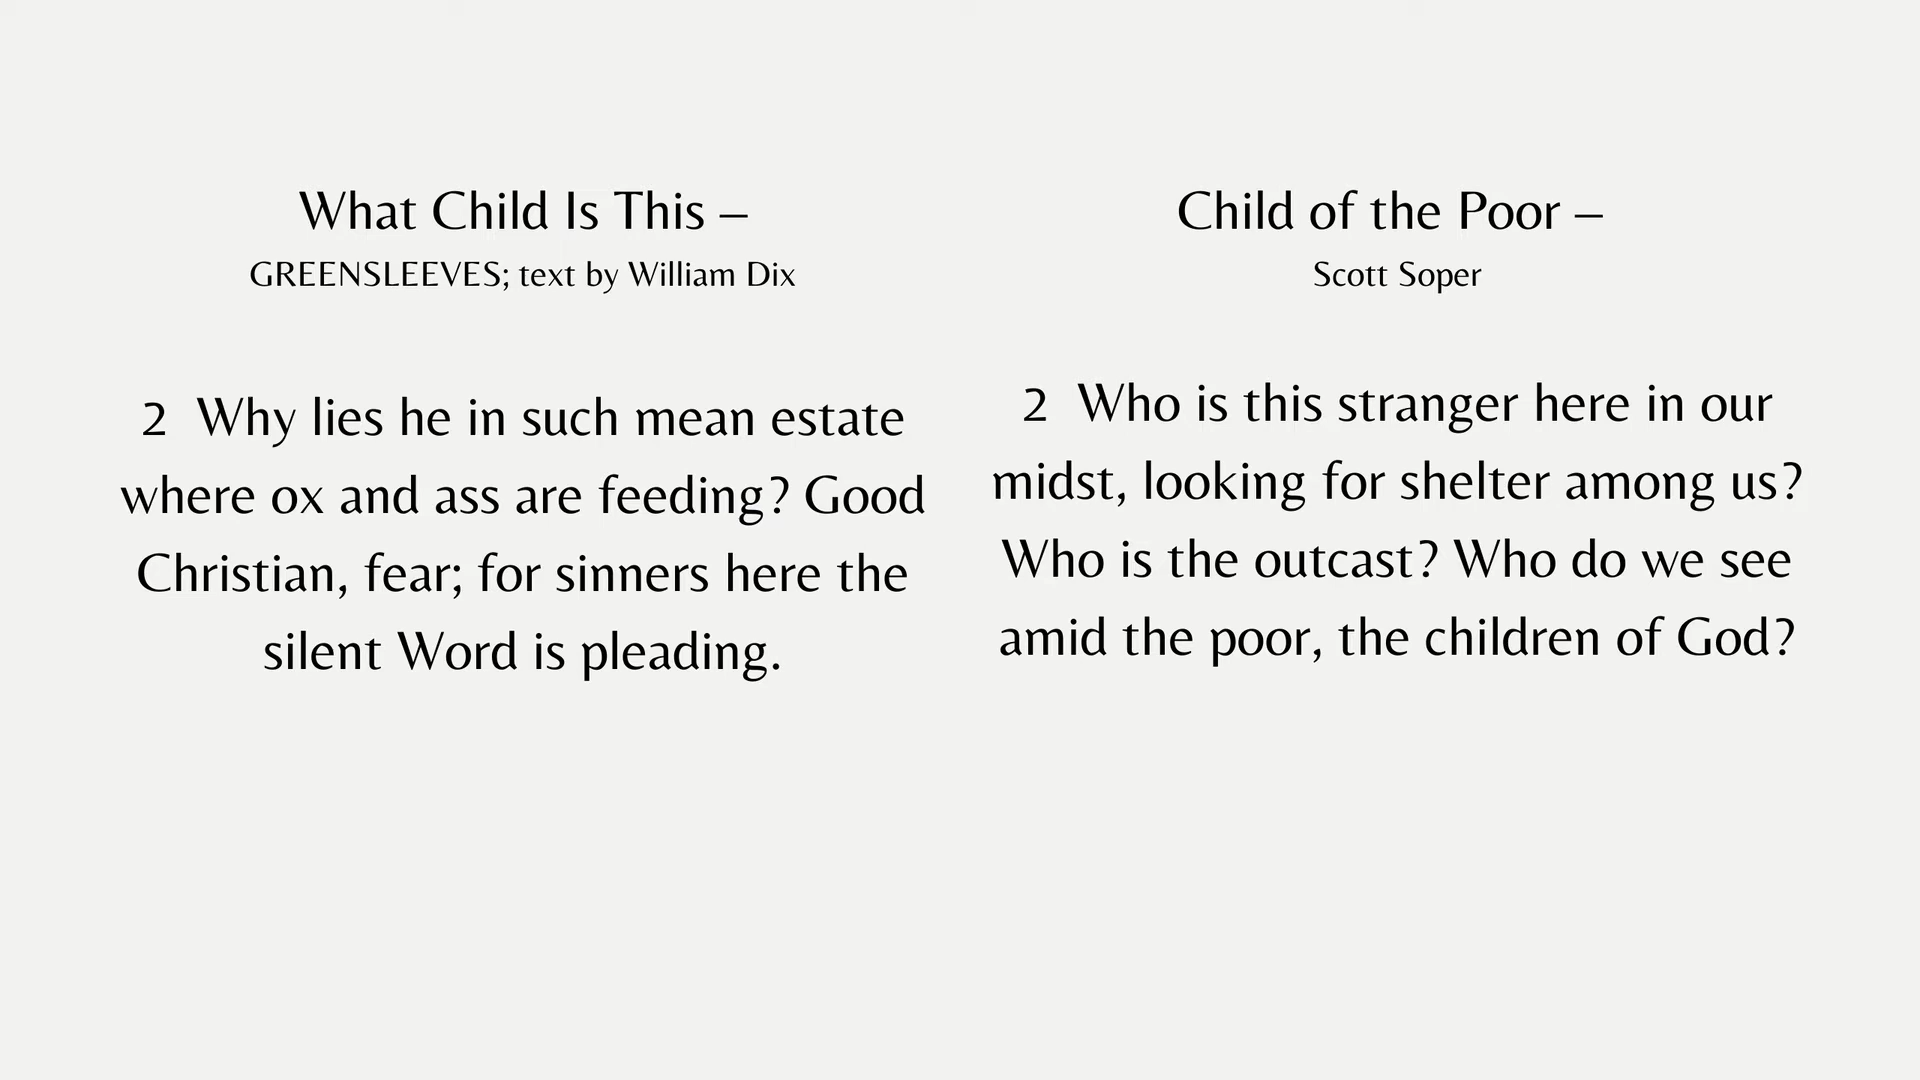 What Child Is This –
GREENSLEEVES; text by William Dix
2 Why lies he in such mean estate
where ox and ass are feeding? Good
Christian, fear; for sinners here the
silent Word is pleading.
Child of the Poor –
Scott Soper
2 Who is this stranger here in our
midst, looking for shelter among us?
Who is the outcast? Who do we see
amid the poor, the children of God?